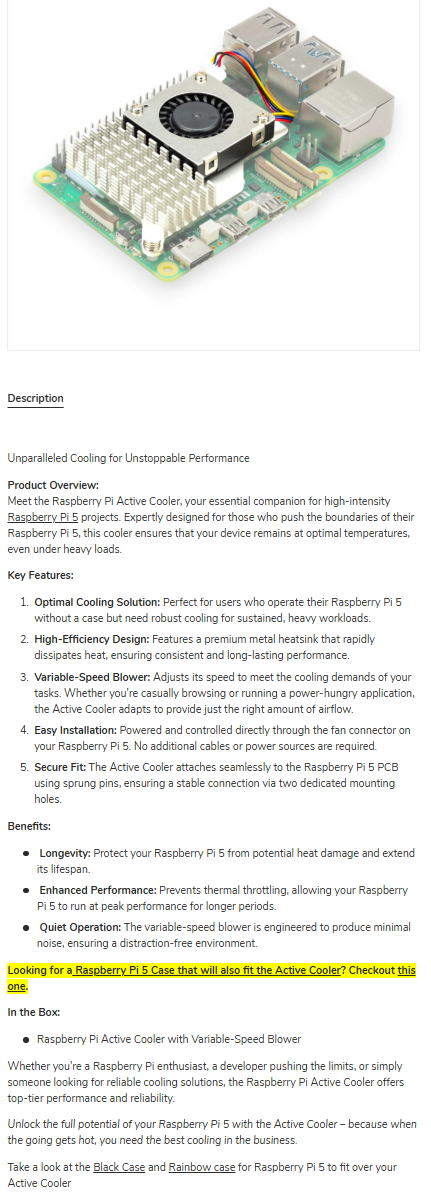 Description
Unparalleled Cooling for Unstoppable Performance
Product Overview:
Meet the Raspberry Pi Active Cooler, your essential companion for high-intensity
Raspberry Pi 5 projects. Expertly designed for those who push the boundaries of their
Raspberry Pi 5, this cooler ensures that your device remains at optimal temperatures,
even under heavy loads.
Key Features:
1. Optimal Cooling Solution: Perfect for users who operate their Raspberry Pi 5
without a case but need robust cooling for sustained, heavy workloads.
2. High-Efficiency Design: Features a premium metal heatsink that rapidly
dissipates heat, ensuring consistent and long-lasting performance.
3. Variable-Speed Blower: Adjusts its speed to meet the cooling demands of your
tasks. Whether you're casually browsing or running a power-hungry application,
the Active Cooler adapts to provide just the right amount of airflow.
4. Easy Installation: Powered and controlled directly through the fan connector on
your Raspberry Pi 5. No additional cables or power sources are required.
5. Secure Fit: The Active Cooler attaches seamlessly to the Raspberry Pi 5 PCB
using sprung pins, ensuring a stable connection via two dedicated mounting
holes.
Benefits:
● Longevity: Protect your Raspberry Pi 5 from potential heat damage and extend
its lifespan.
● Enhanced Performance: Prevents thermal throttling, allowing your Raspberry
Pi 5 to run at peak performance for longer periods.
● Quiet Operation: The variable-speed blower is engineered to produce minimal
noise, ensuring a distraction-free environment.
Looking for a Raspberry Pi 5 Case that will also fit the Active Cooler? Checkout this
one.
In the Box:
● Raspberry Pi Active Cooler with Variable-Speed Blower
Whether you're a Raspberry Pi enthusiast, a developer pushing the limits, or simply
someone looking for reliable cooling solutions, the Raspberry Pi Active Cooler offers
top-tier performance and reliability.
Unlock the full potential of your Raspberry Pi 5 with the Active Cooler – because when
the going gets hot, you need the best cooling in the business.
Take a look at the Black Case and Rainbow case for Raspberry Pi 5 to fit over your
Active Cooler